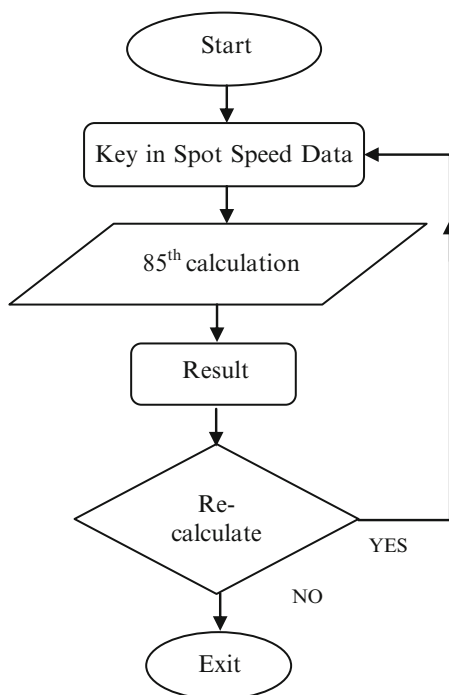 Start
Key in Spot Speed Data
85th calculation
Result
Re-
calculate
YES
NO
Exit